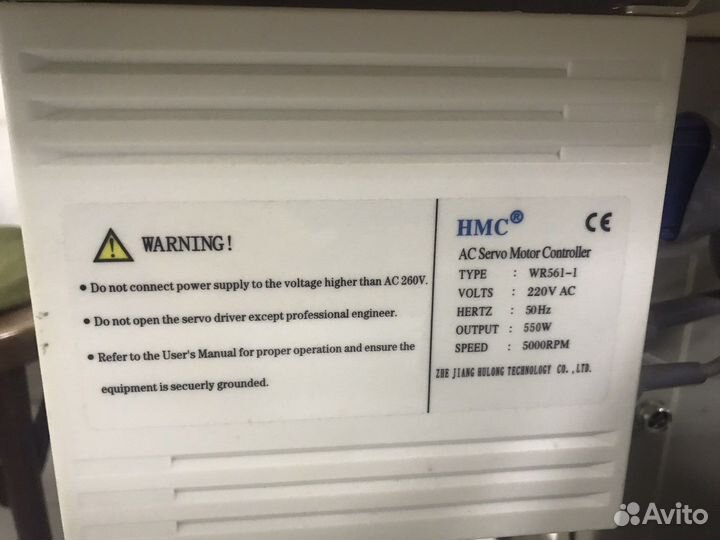 WARNING!
• Do not connect power supply to the voltage higher than AC 260V.
• Do not open the servo driver except professional engineer.
• Refer to the User's Manual for proper operation and ensure the
equipment is secuerly grounded.
HMC® CE
AC Servo Motor Controller
TYPE : WR561-1
VOLTS : 220V AC
HERTZ : 50Hz
OUTPUT : 550W
SPEED : 5000RPM
ZHE JIANG HULONG TECHNOLOGY CO.,LTD.
Avito